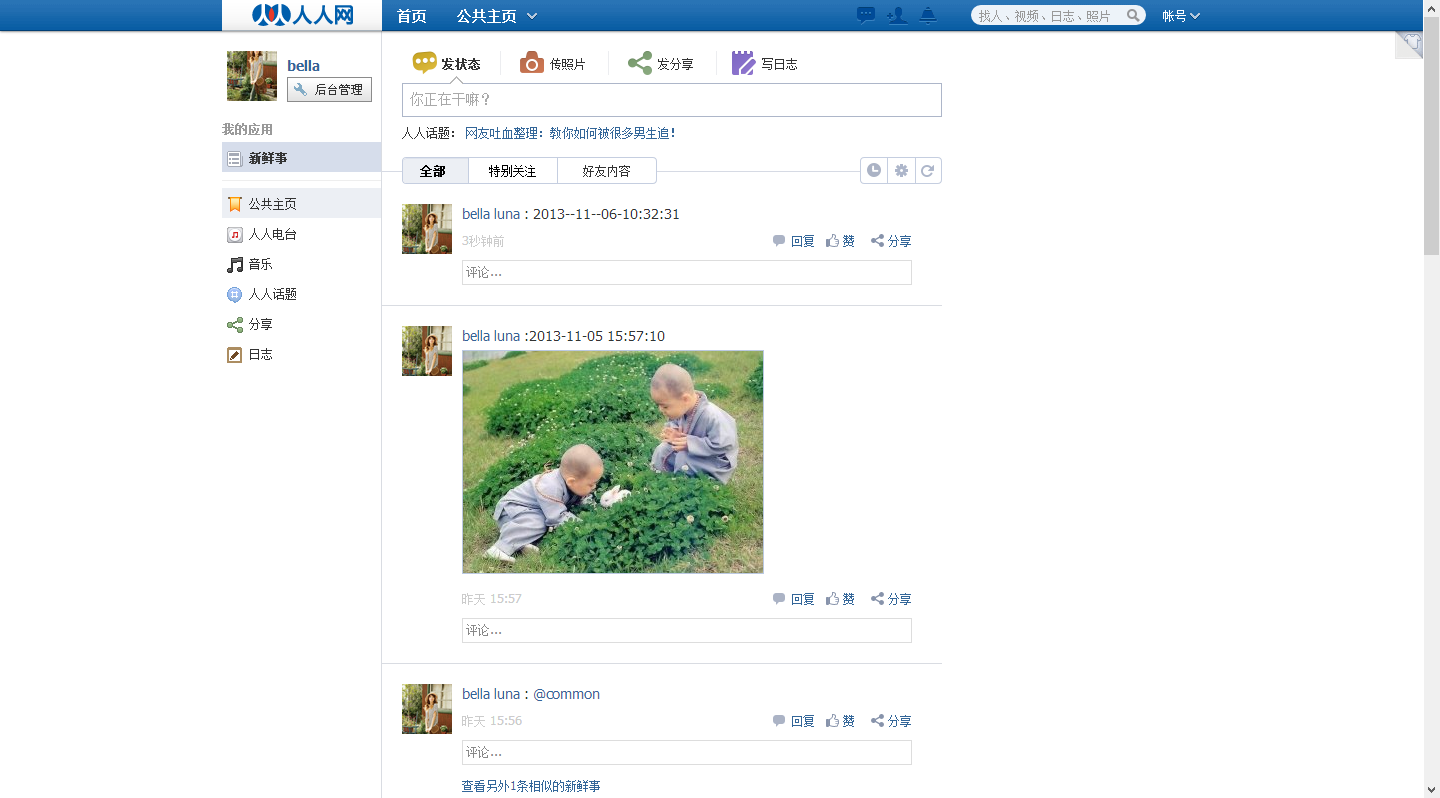 人人网 首页 公共主页 找人、视频、日志、照片 帐号
bella
后台管理
我的应用
新鲜事
公共主页
人人电台
音乐
人人话题
分享
日志
发状态 传照片 发分享 写日志
你正在干嘛？
人人话题： 网友吐血整理：教你如何被很多男生追！
全部 特别关注 好友内容
bella luna : 2013--11--06-10:32:31
3秒钟前 回复 赞 分享
评论...
bella luna :2013-11-05 15:57:10
昨天 15:57 回复 赞 分享
评论...
bella luna : @common
昨天 15:56 回复 赞 分享
评论...
查看另外1条相似的新鲜事